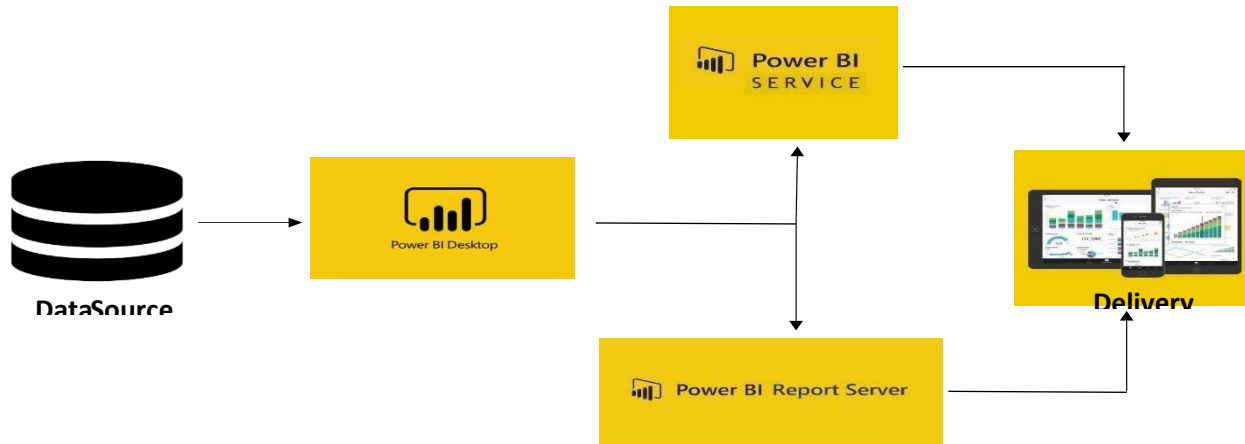 Power BI
SERVICE
Power BI Desktop
DataSource
Delivery
Power BI Report Server